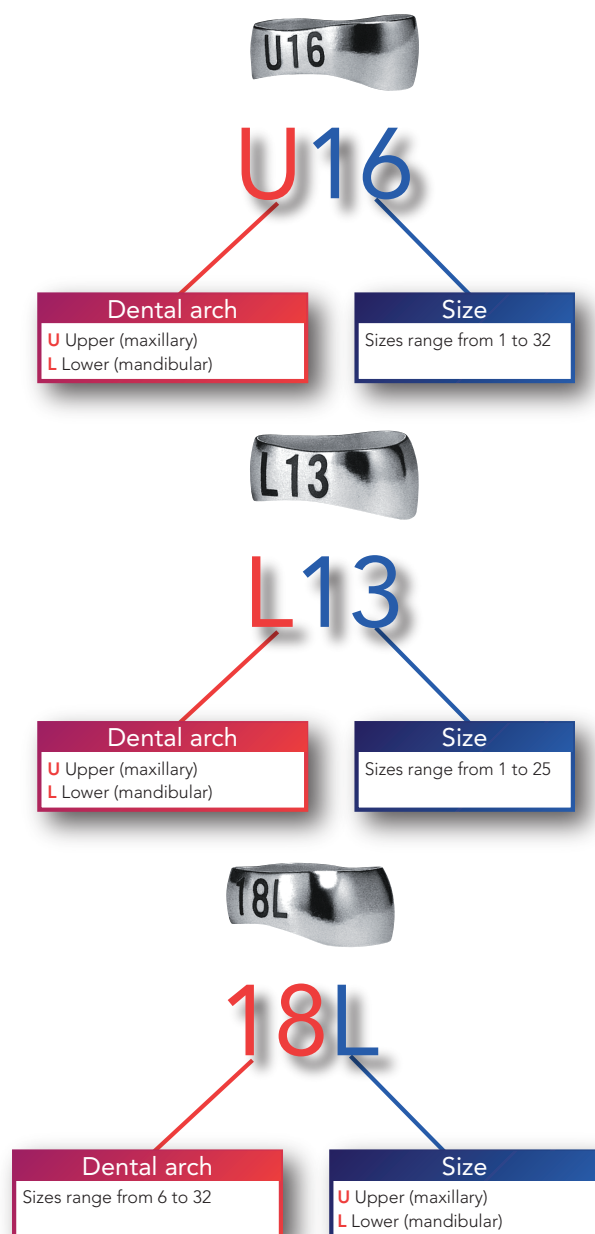 U16
U16
Dental arch
U Upper (maxillary)
L Lower (mandibular)
Size
Sizes range from 1 to 32
L13
L13
Dental arch
U Upper (maxillary)
L Lower (mandibular)
Size
Sizes range from 1 to 25
18L
18L
Dental arch
Sizes range from 6 to 32
Size
U Upper (maxillary)
L Lower (mandibular)